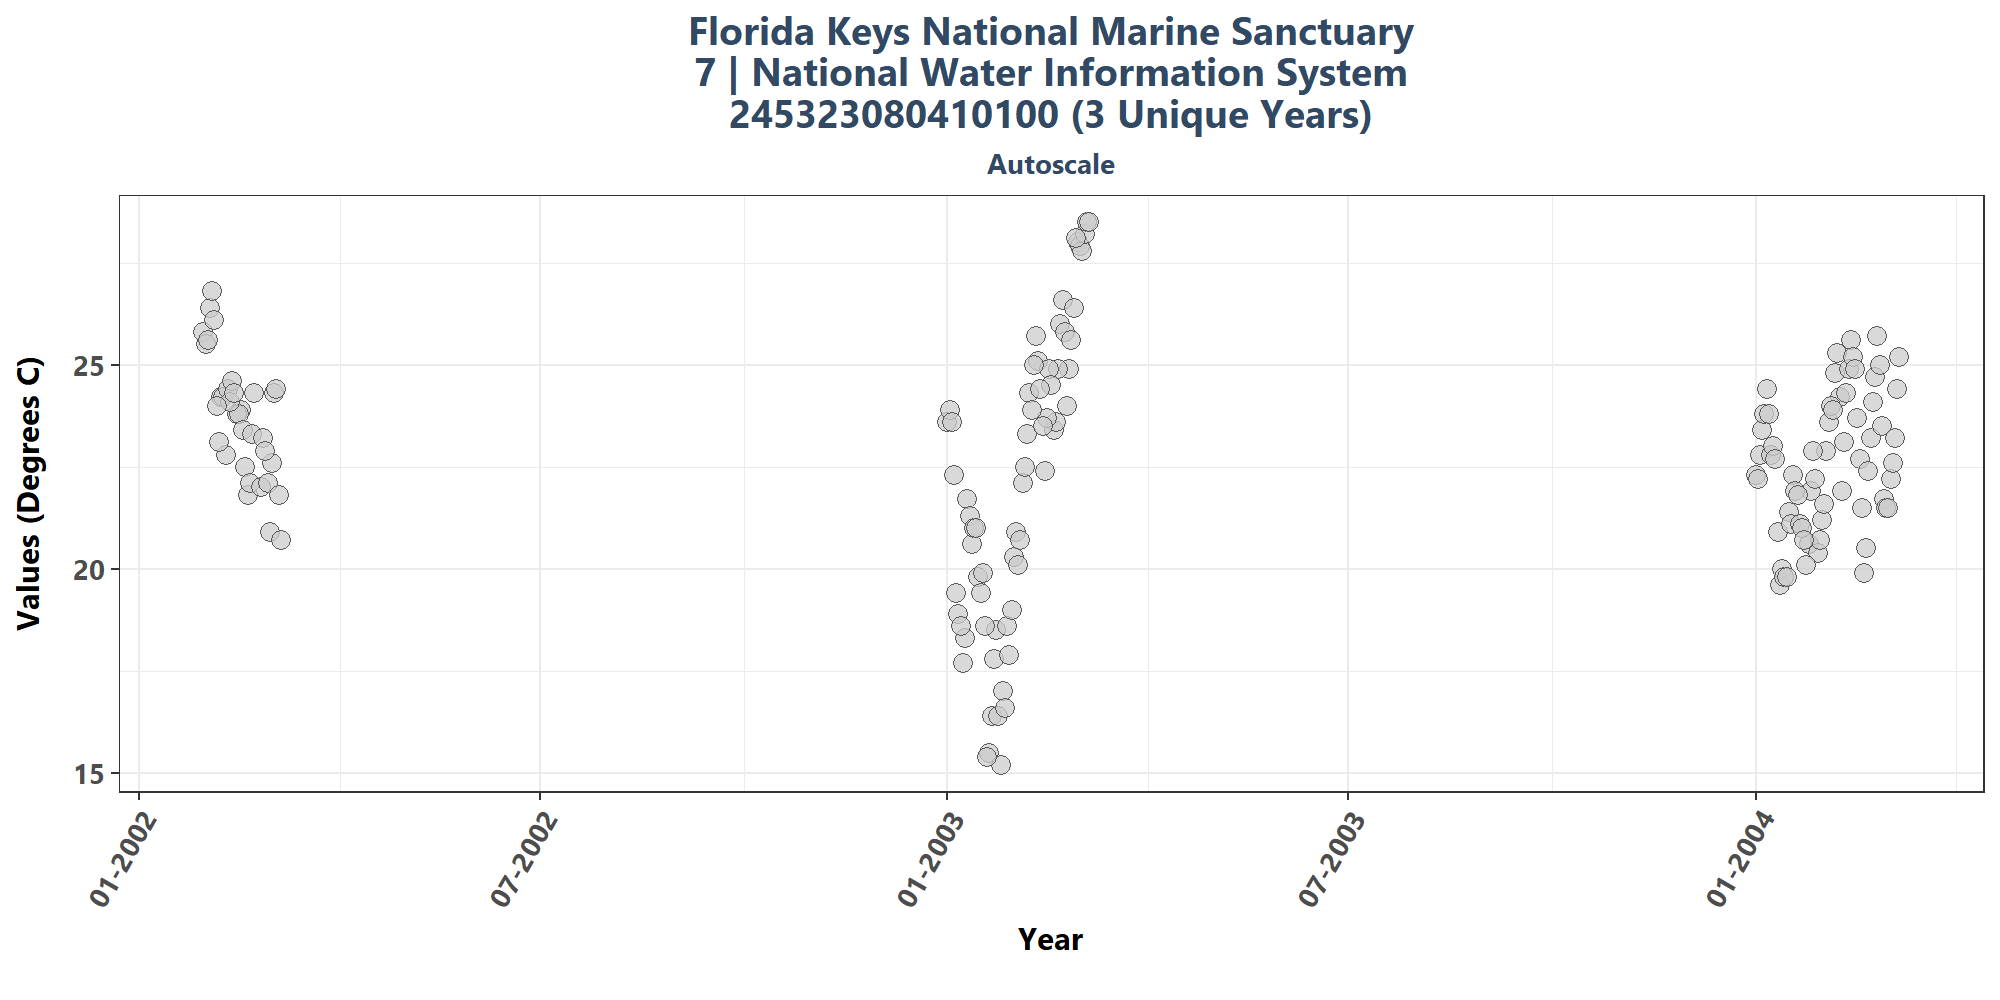 Florida Keys National Marine Sanctuary
7 | National Water Information System
245323080410100 (3 Unique Years)
Autoscale
Values (Degrees C)
25
20
15
01-2002
07-2002
01-2003
07-2003
01-2004
Year